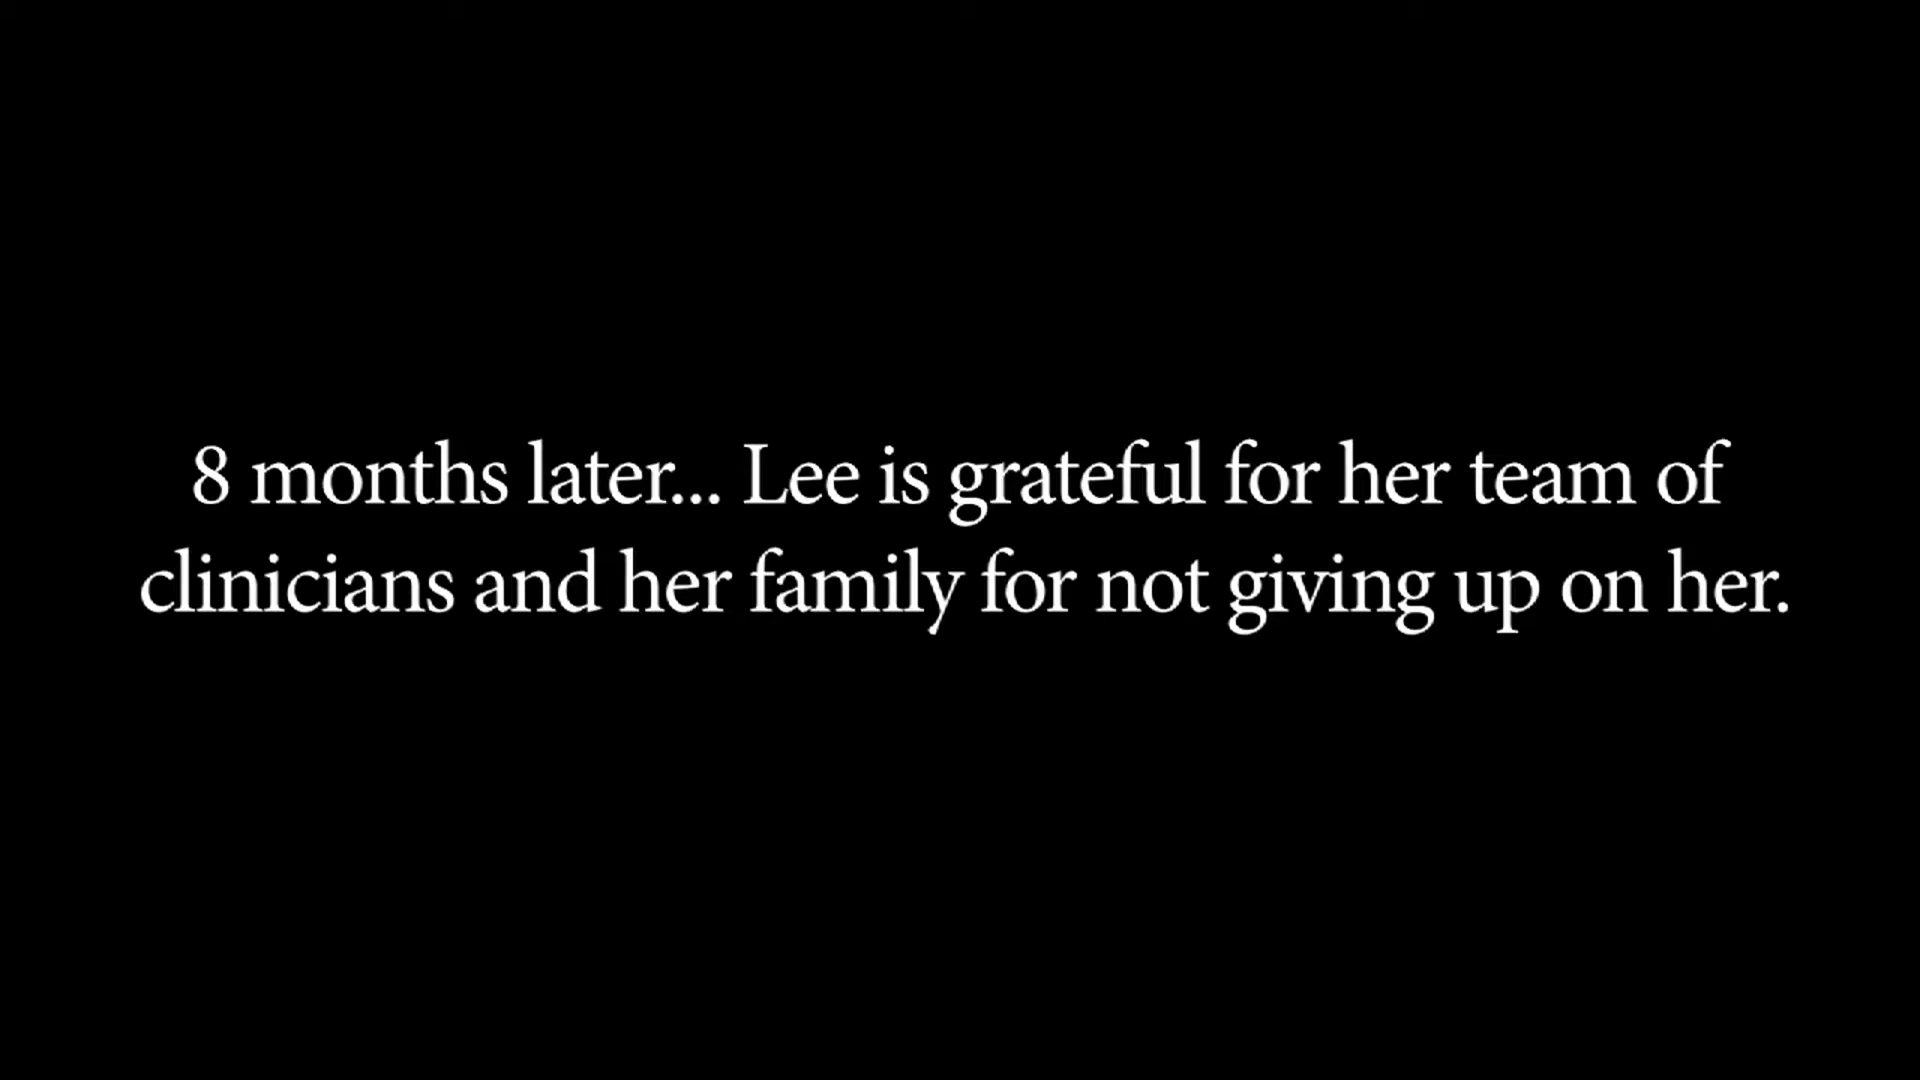 8 months later... Lee is grateful for her team of
clinicians and her family for not giving up on her.